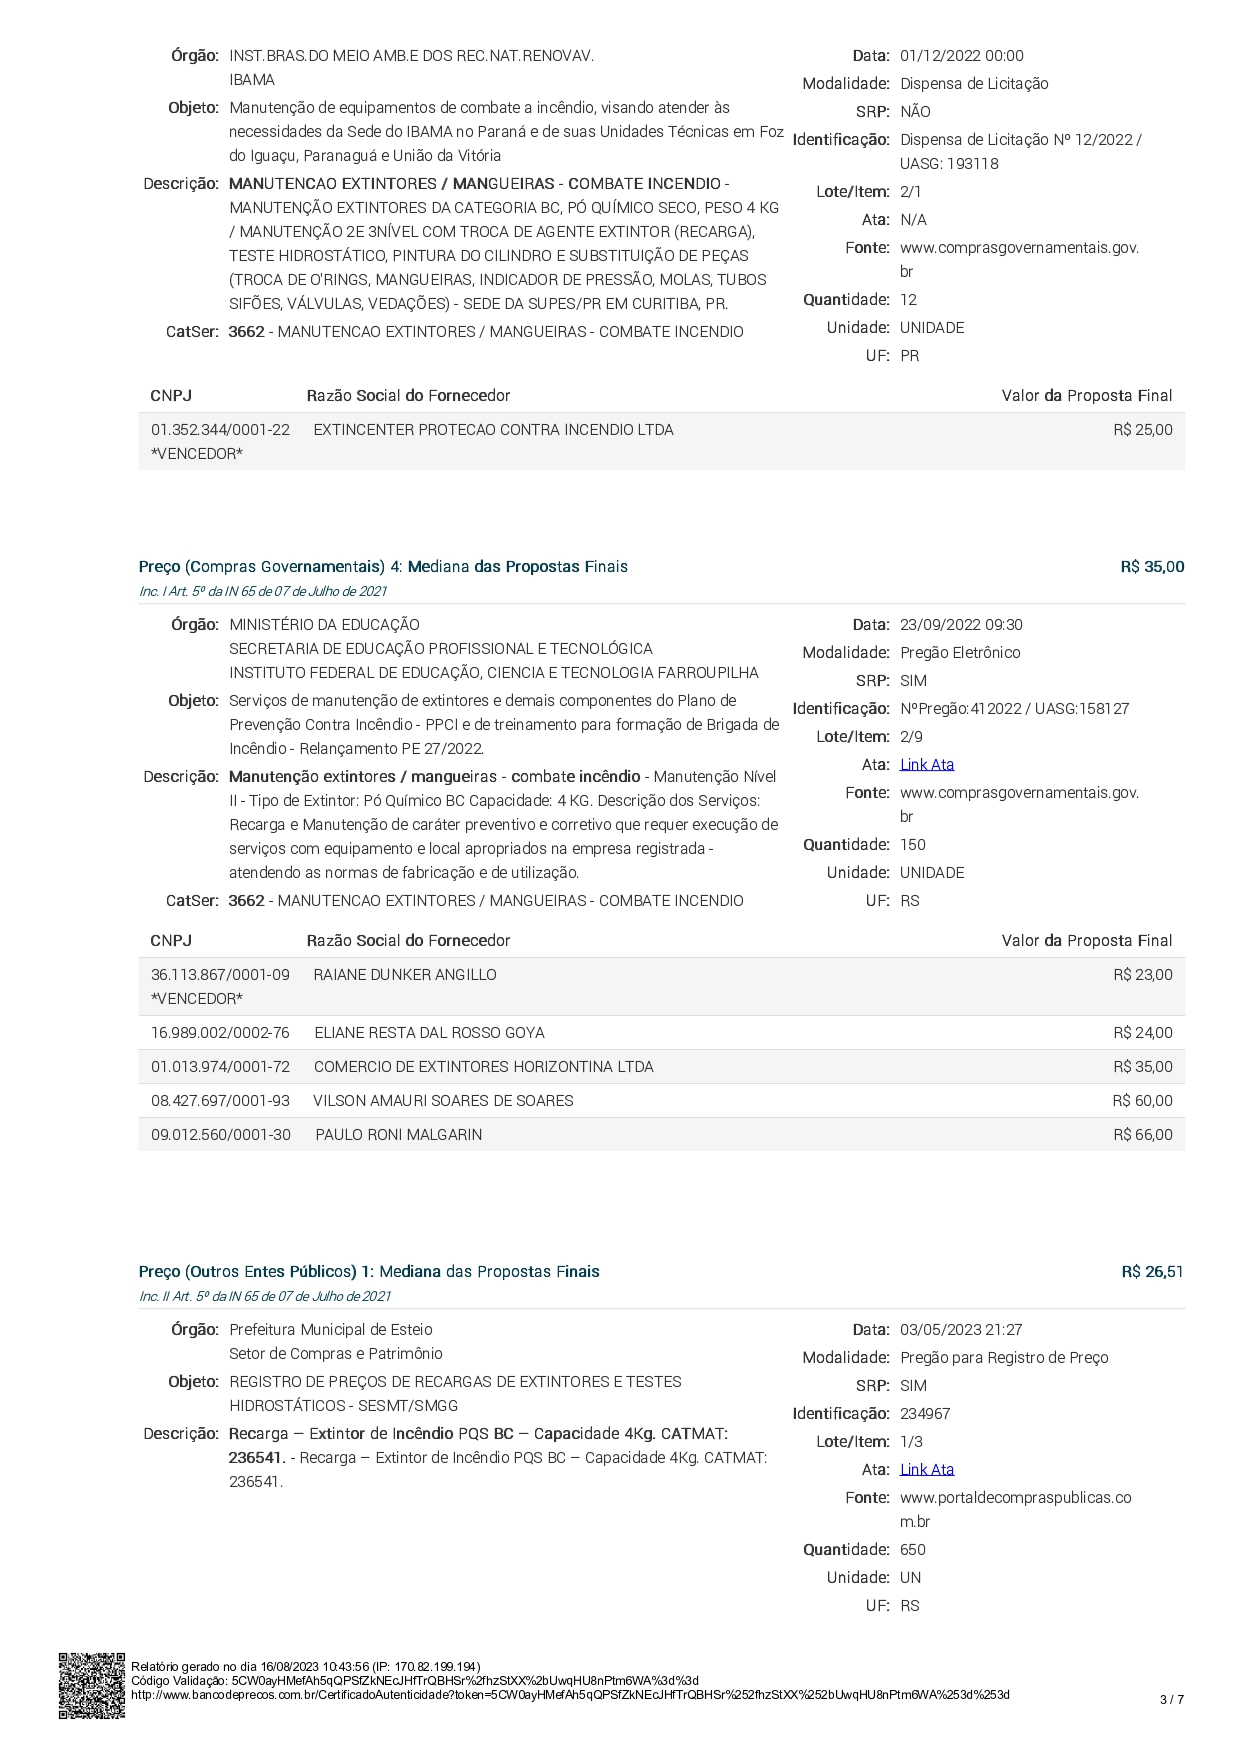 Órgão: INST.BRAS.DO MEIO AMB.E DOS REC.NAT.RENOVAV.
IBAMA
Objeto: Manutenção de equipamentos de combate a incêndio, visando atender às
necessidades da Sede do IBAMA no Paraná e de suas Unidades Técnicas em Foz
do Iguaçu, Paranaguá e União da Vitória
Descrição: MANUTENCAO EXTINTORES / MANGUEIRAS - COMBATE INCENDIO -
MANUTENÇÃO EXTINTORES DA CATEGORIA BC, PÓ QUÍMICO SECO, PESO 4 KG
/ MANUTENÇÃO 2E 3NÍVEL COM TROCA DE AGENTE EXTINTOR (RECARGA),
TESTE HIDROSTÁTICO, PINTURA DO CILINDRO E SUBSTITUIÇÃO DE PEÇAS
(TROCA DE O'RINGS, MANGUEIRAS, INDICADOR DE PRESSÃO, MOLAS, TUBOS
SIFÕES, VÁLVULAS, VEDAÇÕES) - SEDE DA SUPES/PR EM CURITIBA, PR.
CatSer: 3662 - MANUTENCAO EXTINTORES / MANGUEIRAS - COMBATE INCENDIO
Data: 01/12/2022 00:00
Modalidade: Dispensa de Licitação
SRP: NÃO
Identificação: Dispensa de Licitação Nº 12/2022 /
UASG: 193118
Lote/Item: 2/1
Ata: N/A
Fonte: www.comprasgovernamentais.gov.
br
Quantidade: 12
Unidade: UNIDADE
UF: PR
CNPJ Razão Social do Fornecedor Valor da Proposta Final
01.352.344/0001-22 EXTINCENTER PROTECAO CONTRA INCENDIO LTDA R$ 25,00
*VENCEDOR*
Preço (Compras Governamentais) 4: Mediana das Propostas Finais R$ 35,00
Inc. I Art. 5º da IN 65 de 07 de Julho de 2021
Órgão: MINISTÉRIO DA EDUCAÇÃO
SECRETARIA DE EDUCAÇÃO PROFISSIONAL E TECNOLÓGICA
INSTITUTO FEDERAL DE EDUCAÇÃO, CIENCIA E TECNOLOGIA FARROUPILHA
Objeto: Serviços de manutenção de extintores e demais componentes do Plano de
Prevenção Contra Incêndio - PPCI e de treinamento para formação de Brigada de
Incêndio - Relançamento PE 27/2022.
Descrição: Manutenção extintores / mangueiras - combate incêndio - Manutenção Nível
II - Tipo de Extintor: Pó Químico BC Capacidade: 4 KG. Descrição dos Serviços:
Recarga e Manutenção de caráter preventivo e corretivo que requer execução de
serviços com equipamento e local apropriados na empresa registrada -
atendendo as normas de fabricação e de utilização.
CatSer: 3662 - MANUTENCAO EXTINTORES / MANGUEIRAS - COMBATE INCENDIO
Data: 23/09/2022 09:30
Modalidade: Pregão Eletrônico
SRP: SIM
Identificação: NºPregão:412022 / UASG:158127
Lote/Item: 2/9
Ata: Link Ata
Fonte: www.comprasgovernamentais.gov.
br
Quantidade: 150
Unidade: UNIDADE
UF: RS
CNPJ Razão Social do Fornecedor Valor da Proposta Final
36.113.867/0001-09 RAIANE DUNKER ANGILLO R$ 23,00
*VENCEDOR*
16.989.002/0002-76 ELIANE RESTA DAL ROSSO GOYA R$ 24,00
01.013.974/0001-72 COMERCIO DE EXTINTORES HORIZONTINA LTDA R$ 35,00
08.427.697/0001-93 VILSON AMAURI SOARES DE SOARES R$ 60,00
09.012.560/0001-30 PAULO RONI MALGARIN R$ 66,00
Preço (Outros Entes Públicos) 1: Mediana das Propostas Finais R$ 26,51
Inc. II Art. 5º da IN 65 de 07 de Julho de 2021
Órgão: Prefeitura Municipal de Esteio
Setor de Compras e Patrimônio
Objeto: REGISTRO DE PREÇOS DE RECARGAS DE EXTINTORES E TESTES
HIDROSTÁTICOS - SESMT/SMGG
Descrição: Recarga – Extintor de Incêndio PQS BC – Capacidade 4Kg. CATMAT:
236541. - Recarga – Extintor de Incêndio PQS BC – Capacidade 4Kg. CATMAT:
236541.
Data: 03/05/2023 21:27
Modalidade: Pregão para Registro de Preço
SRP: SIM
Identificação: 234967
Lote/Item: 1/3
Ata: Link Ata
Fonte: www.portaldecompraspublicas.co
m.br
Quantidade: 650
Unidade: UN
UF: RS
Relatório gerado no dia 16/08/2023 10:43:56 (IP: 170.82.199.194)
Código Validação: 5CW0ayHMefAh5qQPSfZkNEcJHfTrQBHSr%2fhzStXX%2bUwqHU8nPtm6WA%3d%3d
http://www.bancodeprecos.com.br/CertificadoAutenticidade?token=5CW0ayHMefAh5qQPSfZkNEcJHfTrQBHSr%252fhzStXX%252bUwqHU8nPtm6WA%253d%253d
3 / 7